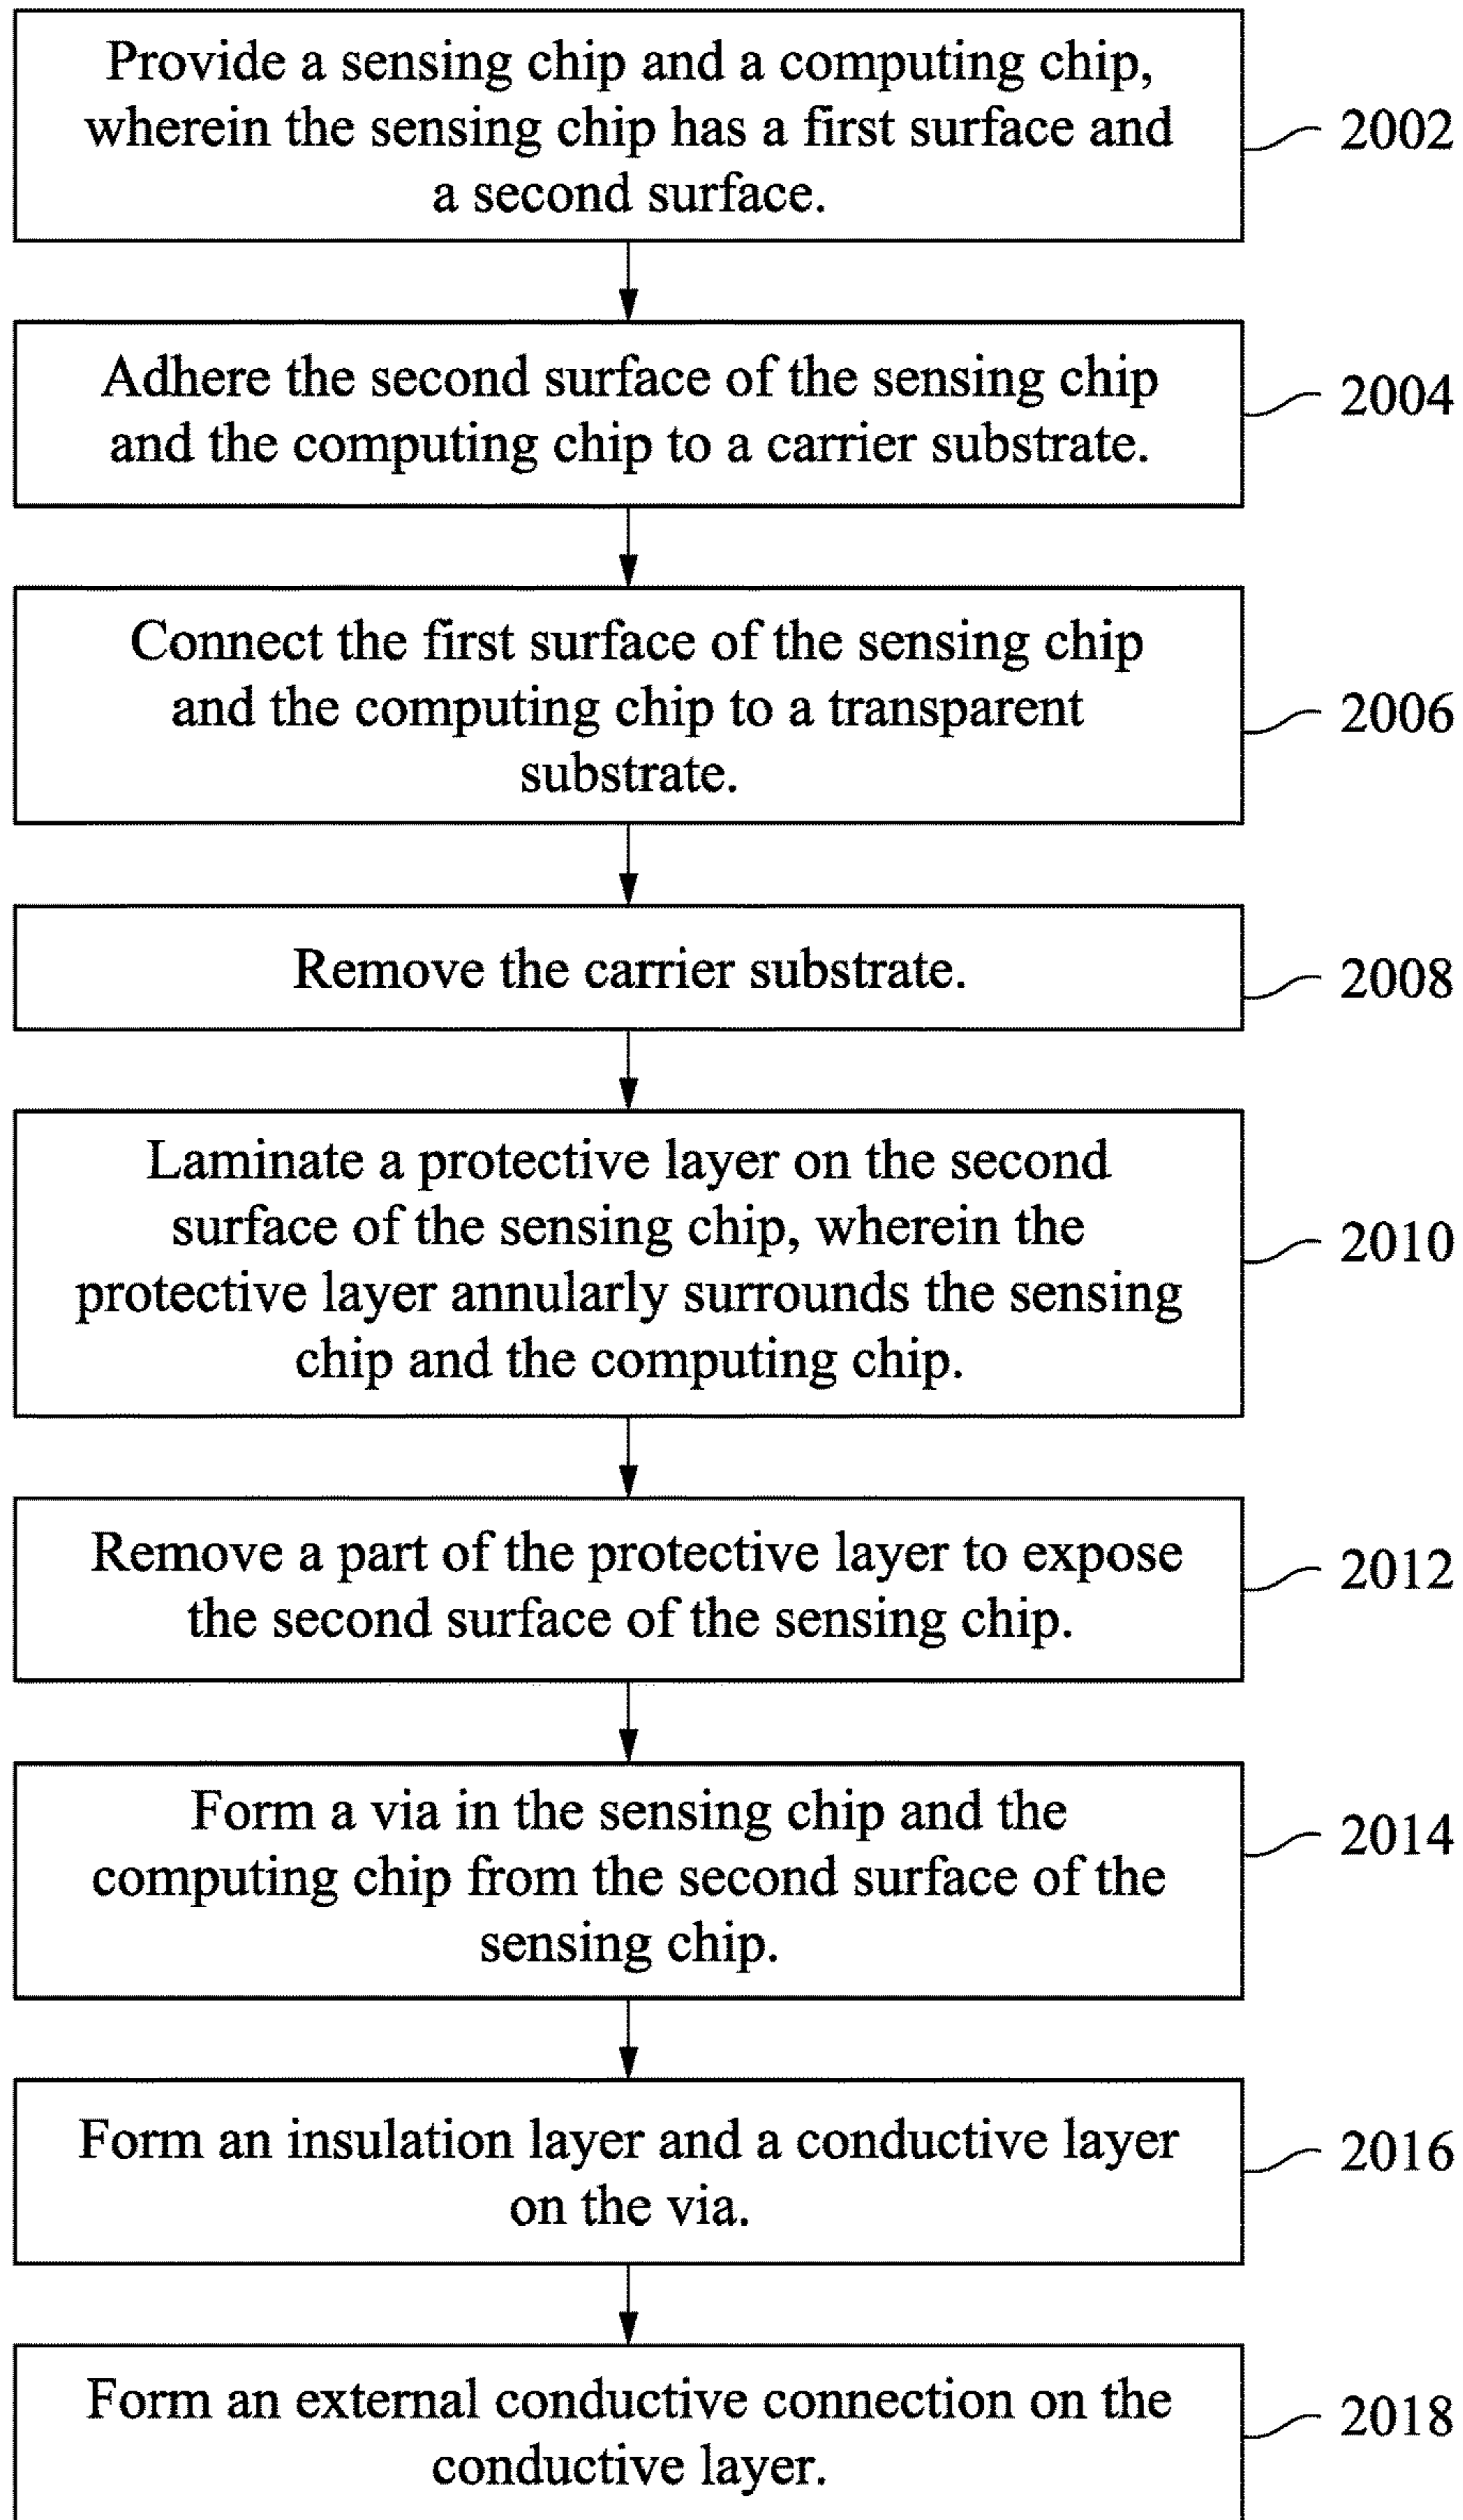 Provide a sensing chip and a computing chip,
wherein the sensing chip has a first surface and
a second surface.
2002
Adhere the second surface of the sensing chip
and the computing chip to a carrier substrate.
2004
Connect the first surface of the sensing chip
and the computing chip to a transparent
substrate.
2006
Remove the carrier substrate.
2008
Laminate a protective layer on the second
surface of the sensing chip, wherein the
protective layer annularly surrounds the sensing
chip and the computing chip.
2010
Remove a part of the protective layer to expose
the second surface of the sensing chip.
2012
Form a via in the sensing chip and the
computing chip from the second surface of the
sensing chip.
2014
Form an insulation layer and a conductive layer
on the via.
2016
Form an external conductive connection on the
conductive layer.
2018